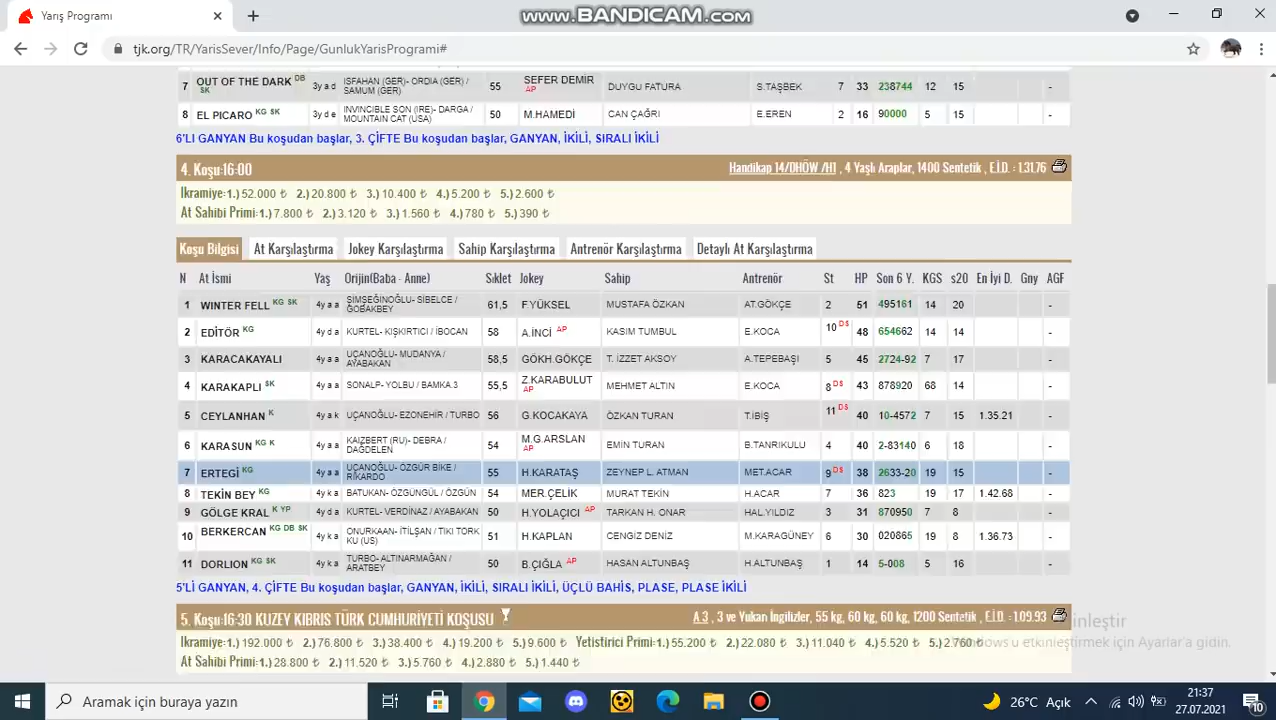 www.BANDICAM.com
Yarış Programi
tjk.org/TR/YarisSever/Info/Page/GunlukYarisProgrami#
7 OUT OF THE DARK DB SK 3y a d ISFAHAN (GER)- ORDIA (GER) / SAMUM (GER) 55 SEFER DEMİR AP DUYGU FATURA S.TAŞBEK 7 33 238744 12 15 -
8 EL PICARO KG SK 3y d e INVINCIBLE SON (IRE)- DARGA / MOUNTAIN CAT (USA) 50 M.HAMEDİ CAN ÇAĞRI E.EREN 2 16 90000 5 15 -
6'LI GANYAN Bu koşudan başlar, 3. ÇİFTE Bu koşudan başlar, GANYAN, İKİLİ, SIRALI İKİLİ
4. Koşu:16:00 Handikap 14/DHÖW /H1 , 4 Yaşlı Araplar, 1400 Sentetik , E.İ.D. : 1.31.76
Ikramiye:1.) 52.000 ₺ 2.) 20.800 ₺ 3.) 10.400 ₺ 4.) 5.200 ₺ 5.) 2.600 ₺
At Sahibi Primi:1.) 7.800 ₺ 2.) 3.120 ₺ 3.) 1.560 ₺ 4.) 780 ₺ 5.) 390 ₺
Koşu Bilgisi At Karşılaştırma Jokey Karşılaştırma Sahip Karşılaştırma Antrenör Karşılaştırma Detaylı At Karşılaştırma
N At İsmi Yaş Orijin(Baba - Anne) Sıklet Jokey Sahip Antrenör St HP Son 6 Y. KGS s20 En İyi D. Gny AGF
1 WINTER FELL KG SK 4y a a ŞİMŞEĞİNOĞLU- SİBELCE / GÖBAKBEY 61,5 F.YÜKSEL MUSTAFA ÖZKAN AT.GÖKÇE 2 51 495161 14 20 -
2 EDİTÖR KG 4y d a KURTEL- KIŞKIRTICI / İBOCAN 58 A.İNCİ AP KASIM TUMBUL E.KOCA 10 DS 48 654662 14 14 -
3 KARACAKAYALI 4y a a UÇANOĞLU- MUDANYA / AYABAKAN 58,5 GÖKH.GÖKÇE T. İZZET AKSOY A.TEPEBAŞI 5 45 2724-92 7 17 -
4 KARAKAPLI SK 4y a a SONALP- YOLBU / BAMKA.3 55,5 Z.KARABULUT AP MEHMET ALTIN E.KOCA 8 DS 43 878920 68 14 -
5 CEYLANHAN K 4y a k UÇANOĞLU- EZONEHİR / TURBO 56 G.KOCAKAYA ÖZKAN TURAN T.İBİŞ 11 DS 40 10-4572 7 15 1.35.21 -
6 KARASUN KG K 4y a a KAİZBERT (RU)- DEBRA / DAĞDELEN 54 M.G.ARSLAN AP EMİN TURAN B.TANRIKULU 4 40 2-83140 6 18 -
7 ERTEGİ KG 4y a a UÇANOĞLU- ÖZGÜR BİKE / RİKARDO 55 H.KARATAŞ ZEYNEP L. ATMAN MET.ACAR 9 DS 38 2633-20 19 15 -
8 TEKİN BEY KG 4y k a BATUKAN- ÖZGÜNGÜL / ÖZGÜN 54 MER.ÇELİK MURAT TEKİN H.ACAR 7 36 823 19 17 1.42.68 -
9 GÖLGE KRAL K YP 4y d a KURTEL- VERDİNAZ / AYABAKAN 50 H.YOLAÇICI AP TARKAN H. ONAR HAL.YILDIZ 3 31 870950 7 8 -
10 BERKERCAN KG DB SK 4y k a ONURKAAN- İTİLŞAN / TIKI TORK KU (US) 51 H.KAPLAN CENGİZ DENİZ M.KARAGÜNEY 6 30 020865 19 8 1.36.73 -
11 DORLION KG SK 4y k a TURBO- ALTINARMAĞAN / ARATBEY 50 B.ÇIĞLA AP HASAN ALTUNBAŞ H.ALTUNBAŞ 1 14 5-008 5 16 -
5'Lİ GANYAN, 4. ÇİFTE Bu koşudan başlar, GANYAN, İKİLİ, SIRALI İKİLİ, ÜÇLÜ BAHİS, PLASE, PLASE İKİLİ
5. Koşu:16:30 KUZEY KIBRIS TÜRK CUMHURİYETİ KOŞUSU A 3 , 3 ve Yukarı İngilizler, 55 kg, 60 kg, 60 kg, 1200 Sentetik , E.İ.D. : 1.09.93
Ikramiye:1.) 192.000 ₺ 2.) 76.800 ₺ 3.) 38.400 ₺ 4.) 19.200 ₺ 5.) 9.600 ₺ Yetistirici Primi:1.) 55.200 ₺ 2.) 22.080 ₺ 3.) 11.040 ₺ 4.) 5.520 ₺ 5.) 2.760 ₺
At Sahibi Primi:1.) 28.800 ₺ 2.) 11.520 ₺ 3.) 5.760 ₺ 4.) 2.880 ₺ 5.) 1.440 ₺
inleştir
Windows'u etkinleştirmek için Ayarlar'a gidin.
Aramak için buraya yazın
26°C Açık
21:37
27.07.2021
10